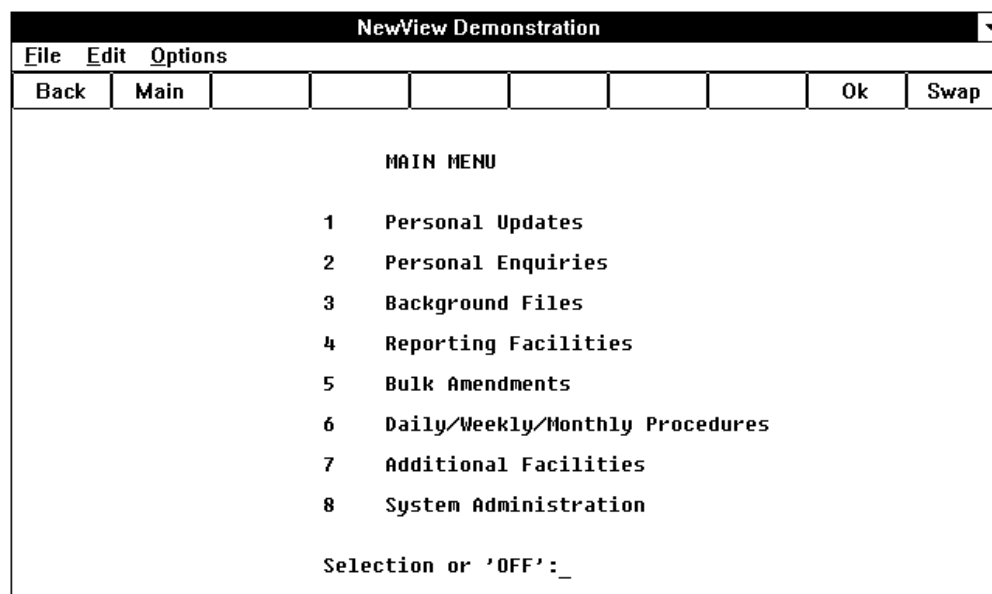 NewView Demonstration
File Edit Options
Back Main Ok Swap
MAIN MENU
1 Personal Updates
2 Personal Enquiries
3 Background Files
4 Reporting Facilities
5 Bulk Amendments
6 Daily/Weekly/Monthly Procedures
7 Additional Facilities
8 System Administration
Selection or 'OFF':_